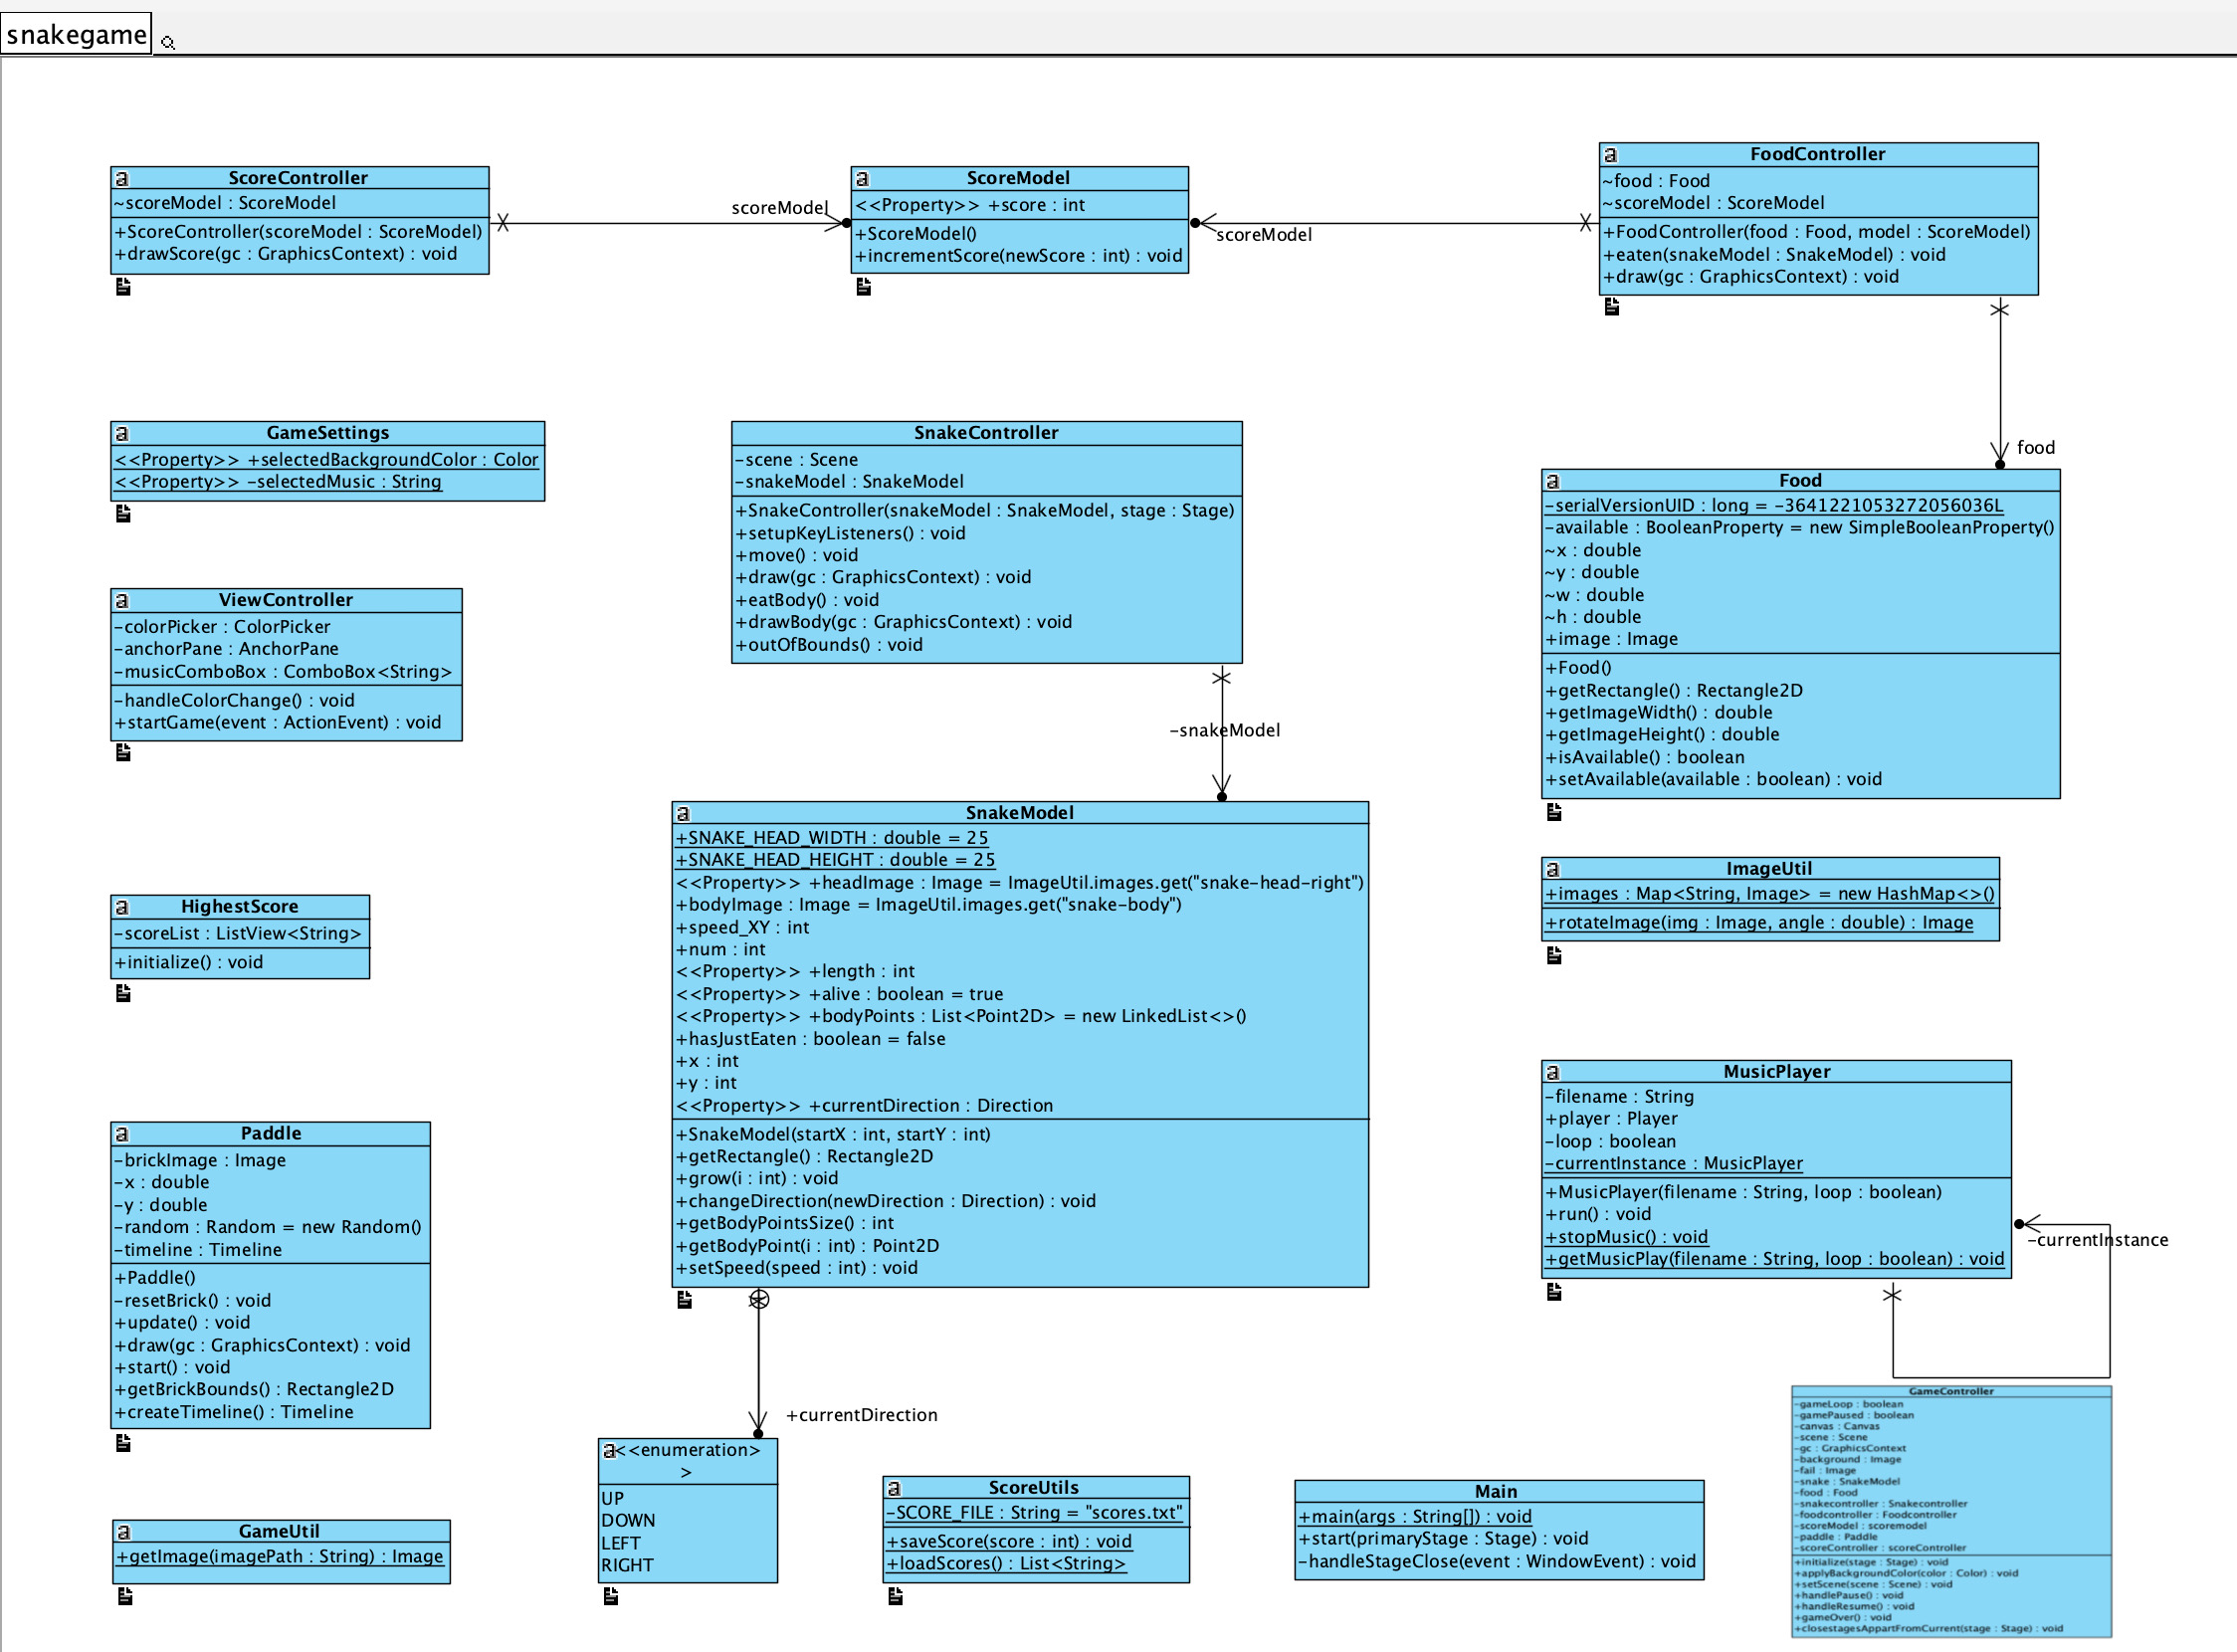 snakegame
ScoreController
~scoreModel : ScoreModel
+ScoreController(scoreModel : ScoreModel)
+drawScore(gc : GraphicsContext) : void
scoreModel
ScoreModel
<<Property>> +score : int
+ScoreModel()
+incrementScore(newScore : int) : void
scoreModel
FoodController
~food : Food
~scoreModel : ScoreModel
+FoodController(food : Food, model : ScoreModel)
+eaten(snakeModel : SnakeModel) : void
+draw(gc : GraphicsContext) : void
food
GameSettings
<<Property>> +selectedBackgroundColor : Color
<<Property>> -selectedMusic : String
SnakeController
-scene : Scene
-snakeModel : SnakeModel
+SnakeController(snakeModel : SnakeModel, stage : Stage)
+setupKeyListeners() : void
+move() : void
+draw(gc : GraphicsContext) : void
+eatBody() : void
+drawBody(gc : GraphicsContext) : void
+outOfBounds() : void
-snakeModel
Food
-serialVersionUID : long = -3641221053272056036L
-available : BooleanProperty = new SimpleBooleanProperty()
~x : double
~y : double
~w : double
~h : double
+image : Image
+Food()
+getRectangle() : Rectangle2D
+getImageWidth() : double
+getImageHeight() : double
+isAvailable() : boolean
+setAvailable(available : boolean) : void
ViewController
-colorPicker : ColorPicker
-anchorPane : AnchorPane
-musicComboBox : ComboBox<String>
-handleColorChange() : void
+startGame(event : ActionEvent) : void
SnakeModel
+SNAKE_HEAD_WIDTH : double = 25
+SNAKE_HEAD_HEIGHT : double = 25
<<Property>> +headImage : Image = ImageUtil.images.get("snake-head-right")
+bodyImage : Image = ImageUtil.images.get("snake-body")
+speed_XY : int
+num : int
<<Property>> +length : int
<<Property>> +alive : boolean = true
<<Property>> +bodyPoints : List<Point2D> = new LinkedList<>()
+hasJustEaten : boolean = false
+x : int
+y : int
<<Property>> +currentDirection : Direction
+SnakeModel(startX : int, startY : int)
+getRectangle() : Rectangle2D
+grow(i : int) : void
+changeDirection(newDirection : Direction) : void
+getBodyPointsSize() : int
+getBodyPoint(i : int) : Point2D
+setSpeed(speed : int) : void
+currentDirection
ImageUtil
+images : Map<String, Image> = new HashMap<>()
+rotateImage(img : Image, angle : double) : Image
HighestScore
-scoreList : ListView<String>
+initialize() : void
MusicPlayer
-filename : String
+player : Player
-loop : boolean
-currentInstance : MusicPlayer
+MusicPlayer(filename : String, loop : boolean)
+run() : void
+stopMusic() : void
+getMusicPlay(filename : String, loop : boolean) : void
-currentInstance
Paddle
-brickImage : Image
-x : double
-y : double
-random : Random = new Random()
-timeline : Timeline
+Paddle()
-resetBrick() : void
+update() : void
+draw(gc : GraphicsContext) : void
+start() : void
+getBrickBounds() : Rectangle2D
+createTimeline() : Timeline
GameUtil
+getImage(imagePath : String) : Image
<<enumeration>
>
UP
DOWN
LEFT
RIGHT
ScoreUtils
-SCORE_FILE : String = "scores.txt"
+saveScore(score : int) : void
+loadScores() : List<String>
Main
+main(args : String[]) : void
+start(primaryStage : Stage) : void
-handleStageClose(event : WindowEvent) : void
GameController
-gameLoop : boolean
-gamePaused : boolean
-canvas : Canvas
-scene : Scene
-gc : GraphicsContext
-background : Image
-fail : Image
-snake : SnakeModel
-food : Food
-snakecontroller : Snakecontroller
-foodcontroller : Foodcontroller
-scoreModel : scoremodel
-paddle : Paddle
-scoreController : scoreController
+initialize(stage : Stage) : void
+applyBackgroundColor(color : Color) : void
+setScene(scene : Scene) : void
+handlePause() : void
+handleResume() : void
+gameOver() : void
+closestagesAppartFromCurrent(stage : Stage) : void